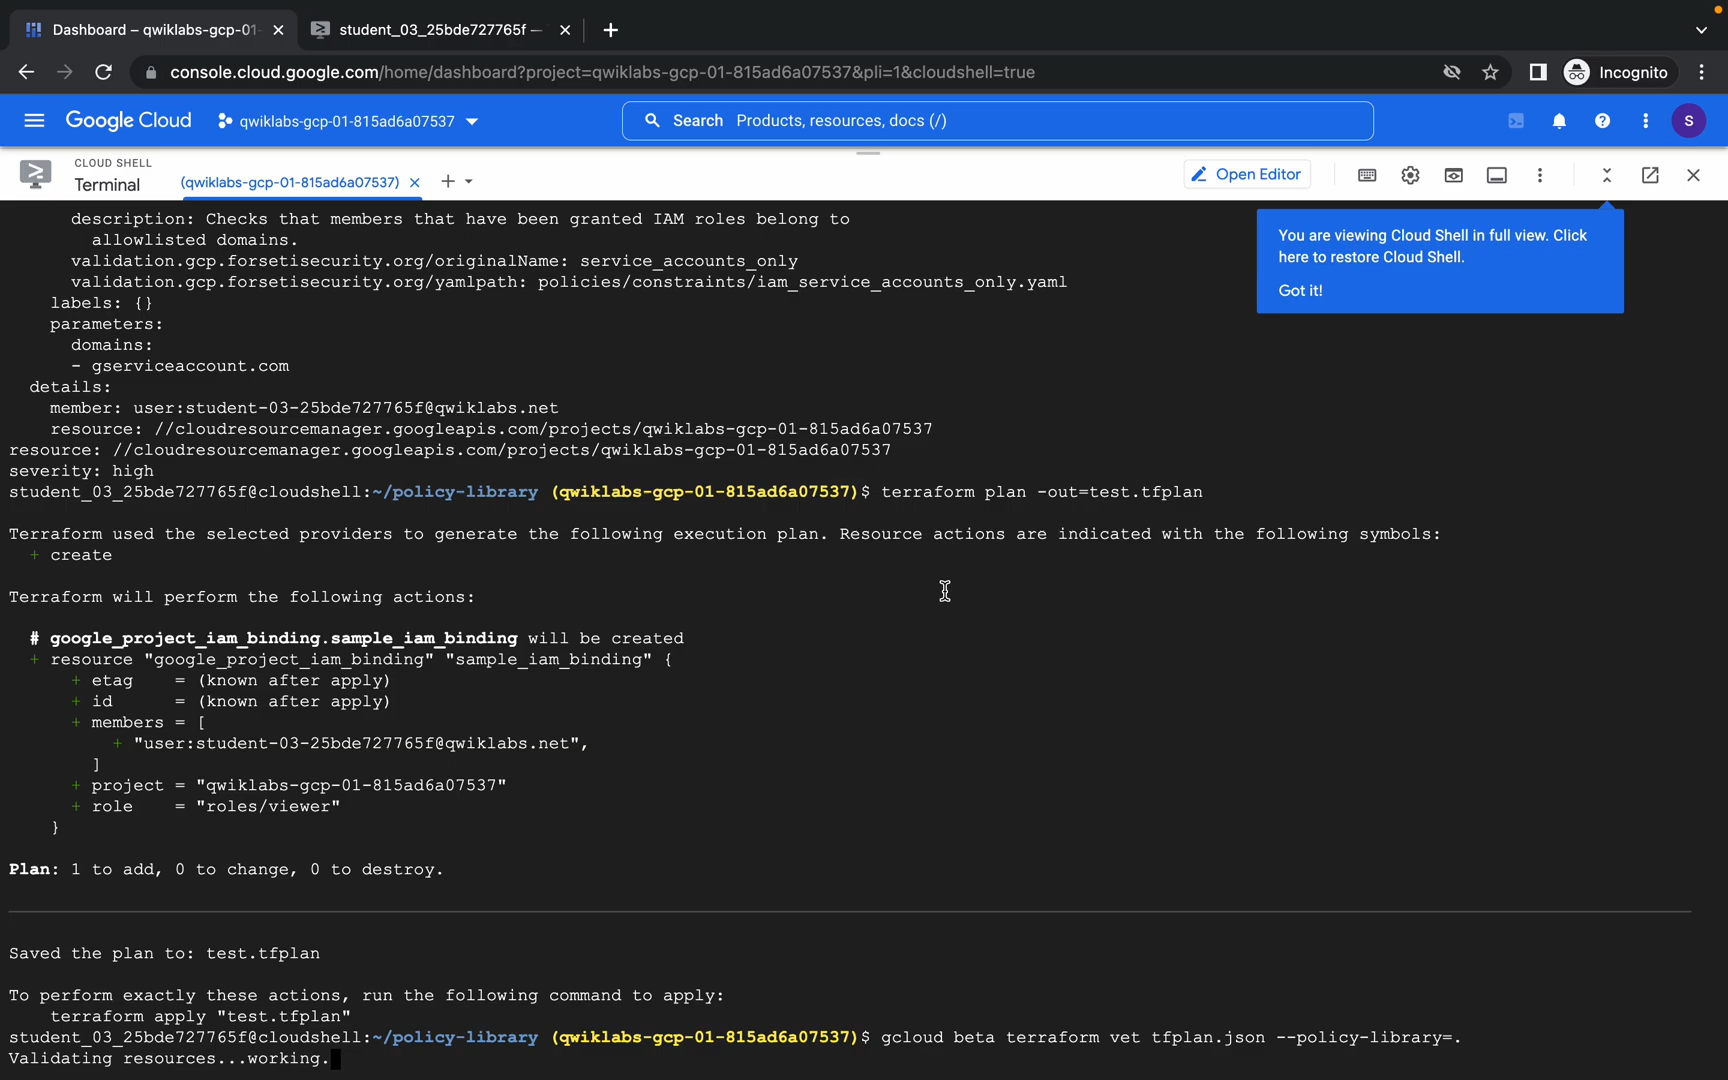 Dashboard – qwiklabs-gcp-01-
student_03_25bde727765f –
console.cloud.google.com/home/dashboard?project=qwiklabs-gcp-01-815ad6a07537&pli=1&cloudshell=true
Incognito
Google Cloud
qwiklabs-gcp-01-815ad6a07537
Search Products, resources, docs (/)
S
CLOUD SHELL
Terminal
(qwiklabs-gcp-01-815ad6a07537)
Open Editor
description: Checks that members that have been granted IAM roles belong to
allowlisted domains.
validation.gcp.forsetisecurity.org/originalName: service_accounts_only
validation.gcp.forsetisecurity.org/yamlpath: policies/constraints/iam_service_accounts_only.yaml
labels: {}
parameters:
domains:
- gserviceaccount.com
details:
member: user:student-03-25bde727765f@qwiklabs.net
resource: //cloudresourcemanager.googleapis.com/projects/qwiklabs-gcp-01-815ad6a07537
resource: //cloudresourcemanager.googleapis.com/projects/qwiklabs-gcp-01-815ad6a07537
severity: high
You are viewing Cloud Shell in full view. Click
here to restore Cloud Shell.
Got it!
student_03_25bde727765f@cloudshell:~/policy-library (qwiklabs-gcp-01-815ad6a07537)$ terraform plan -out=test.tfplan
Terraform used the selected providers to generate the following execution plan. Resource actions are indicated with the following symbols:
+ create
Terraform will perform the following actions:
# google_project_iam_binding.sample_iam_binding will be created
+ resource "google_project_iam_binding" "sample_iam_binding" {
+ etag = (known after apply)
+ id = (known after apply)
+ members = [
+ "user:student-03-25bde727765f@qwiklabs.net",
]
+ project = "qwiklabs-gcp-01-815ad6a07537"
+ role = "roles/viewer"
}
Plan: 1 to add, 0 to change, 0 to destroy.
Saved the plan to: test.tfplan
To perform exactly these actions, run the following command to apply:
terraform apply "test.tfplan"
student_03_25bde727765f@cloudshell:~/policy-library (qwiklabs-gcp-01-815ad6a07537)$ gcloud beta terraform vet tfplan.json --policy-library=.
Validating resources...working.